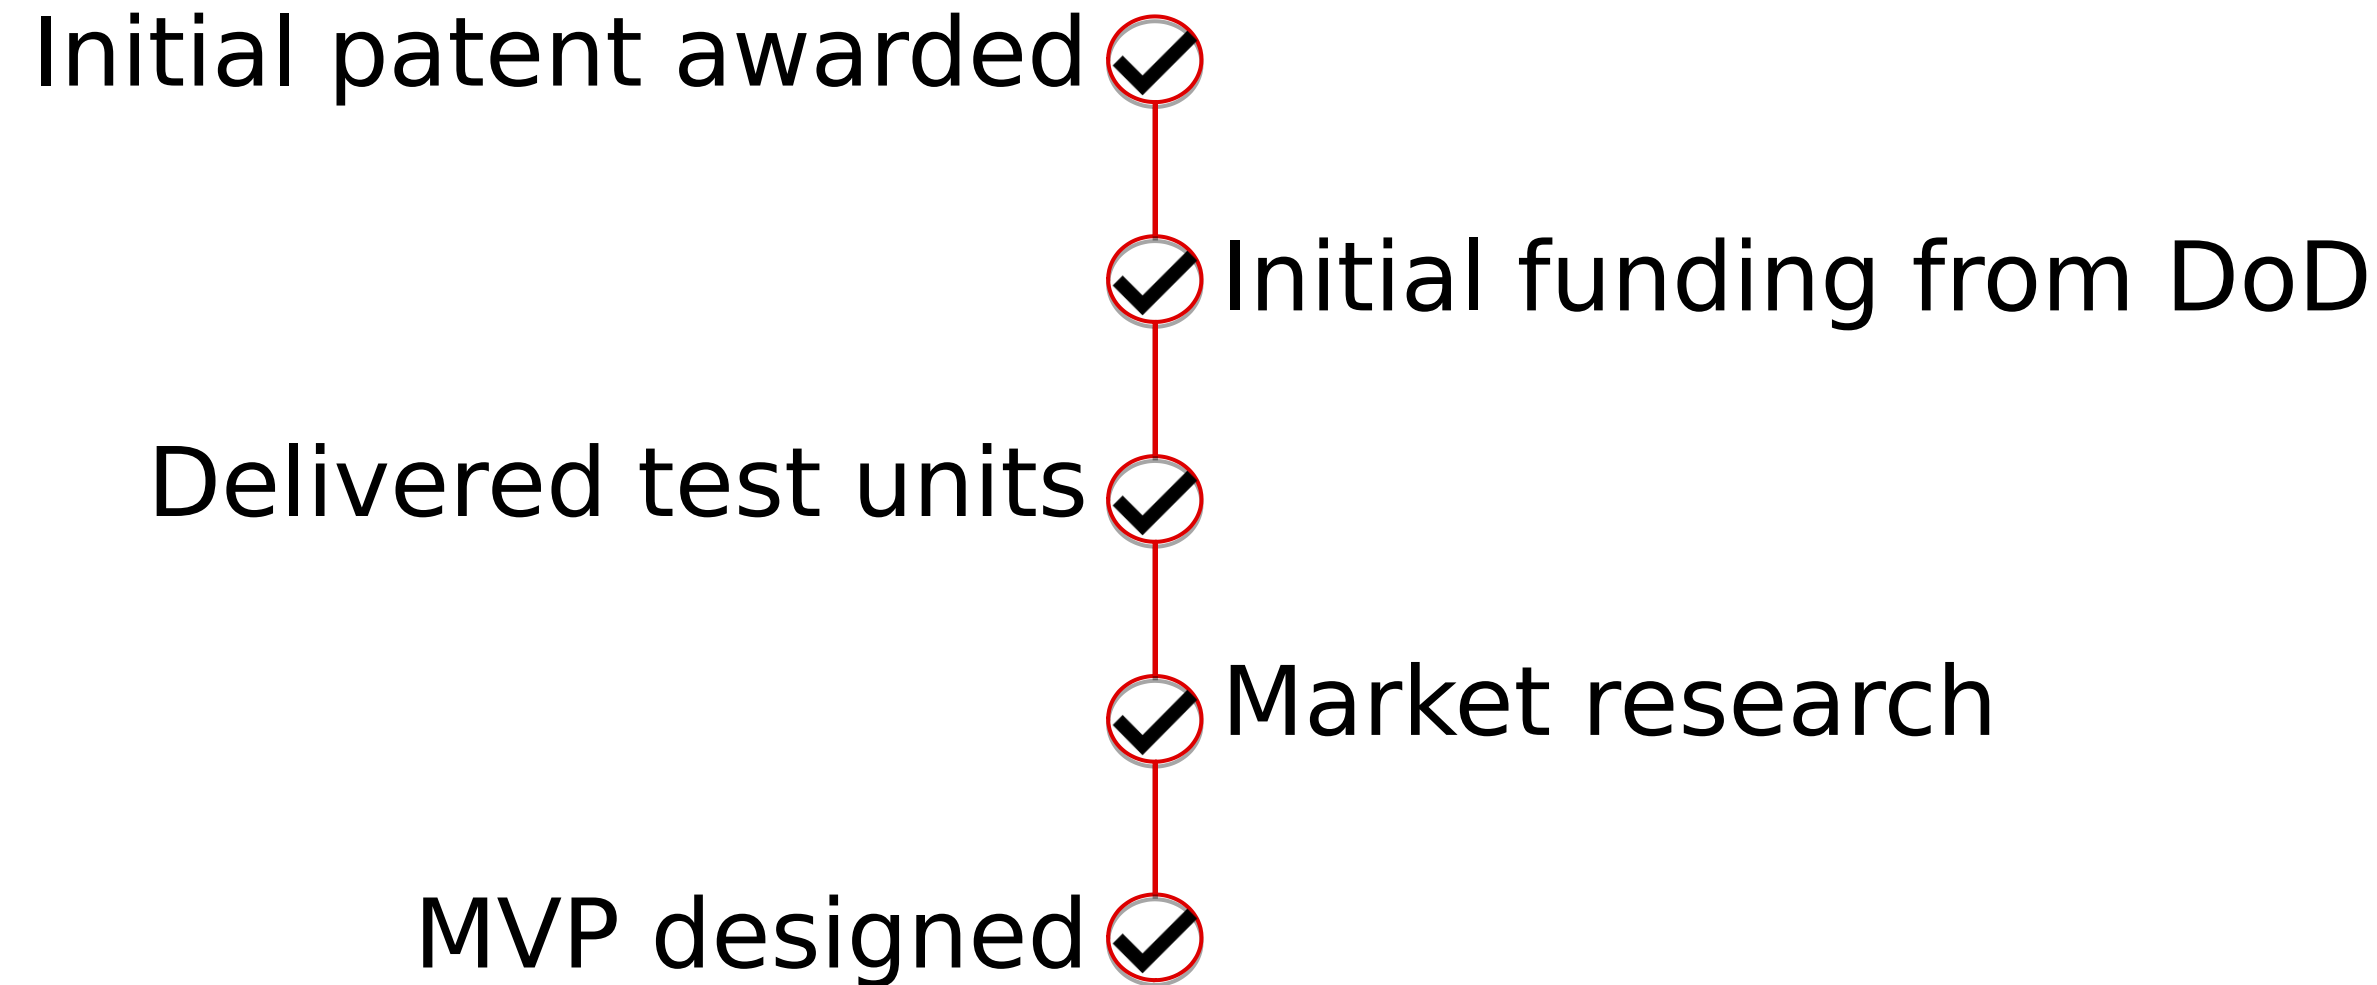 Initial patent awarded
Initial funding from DoD
Delivered test units
Market research
MVP designed